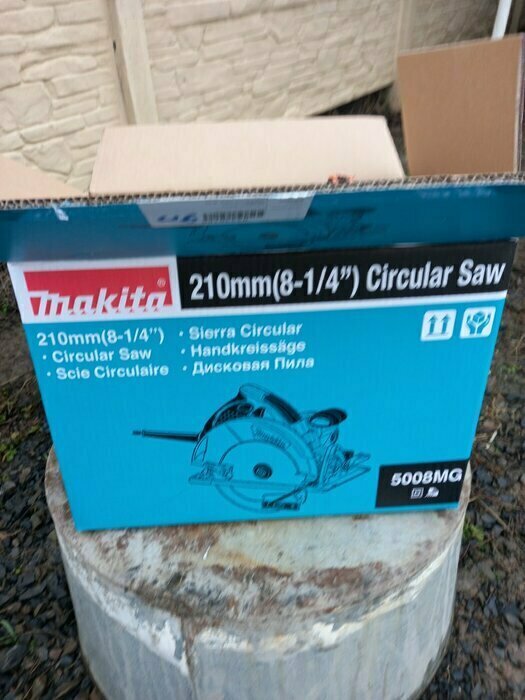 Makita®
210mm(8-1/4") Circular Saw
210mm(8-1/4")
• Circular Saw
• Scie Circulaire
• Sierra Circular
• Handkreissäge
• Дисковая Пила
makita
5008MG